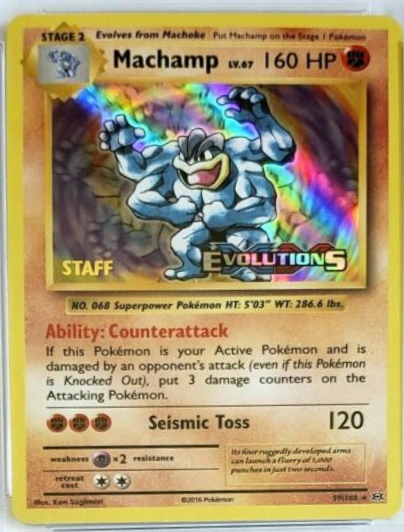 STAGE 2 Evolves from Machoke Put Machamp on the Stage 1 Pokémon
Machamp LV.67 160 HP
STAFF
EVOLUTIONS
NO. 068 Superpower Pokémon HT: 5'03" WT: 286.6 lbs.
Ability: Counterattack
If this Pokémon is your Active Pokémon and is
damaged by an opponent's attack (even if this Pokémon
is Knocked Out), put 3 damage counters on the
Attacking Pokémon.
Seismic Toss 120
weakness ×2 resistance
retreat
cost
Its four ruggedly developed arms
can launch a flurry of 1,000
punches in just two seconds.
Illus. Ken Sugimori ©2016 Pokémon 59/108 ★